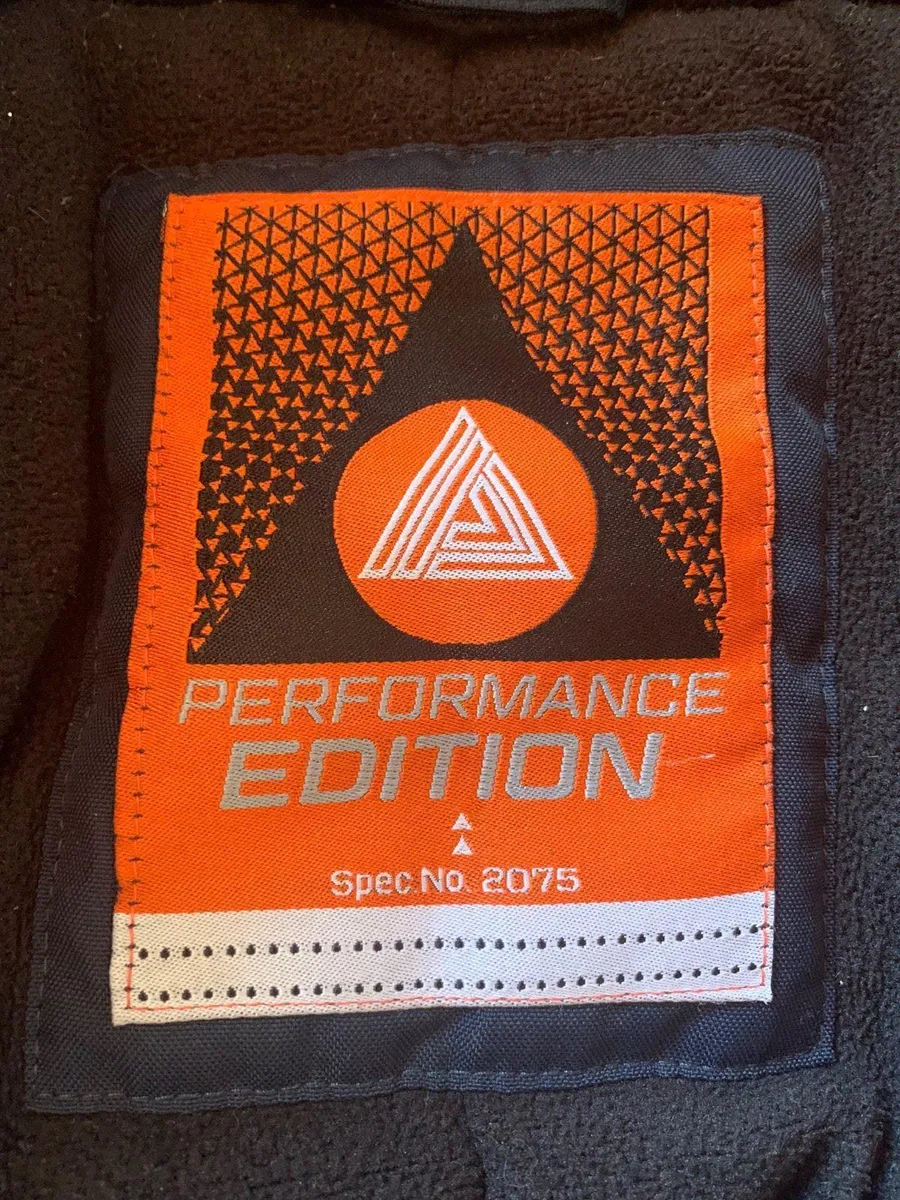 PERFORMANCE
EDITION
Spec.No. 2075